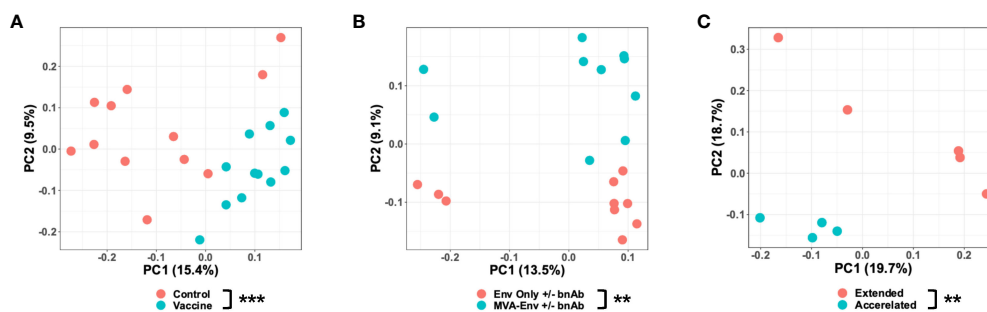 A
PC2 (9.5%)
0.2
0.1
0.0
-0.1
-0.2
-0.2
-0.1
0.0
0.1
PC1 (15.4%)
Control
Vaccine
***
B
PC2 (9.1%)
0.1
0.0
-0.1
-0.2
-0.1
0.0
0.1
PC1 (13.5%)
Env Only +/- bnAb
MVA-Env +/- bnAb
**
C
PC2 (18.7%)
0.3
0.2
0.1
0.0
-0.1
-0.2
-0.1
0.0
0.1
0.2
PC1 (19.7%)
Extended
Accerelated
**